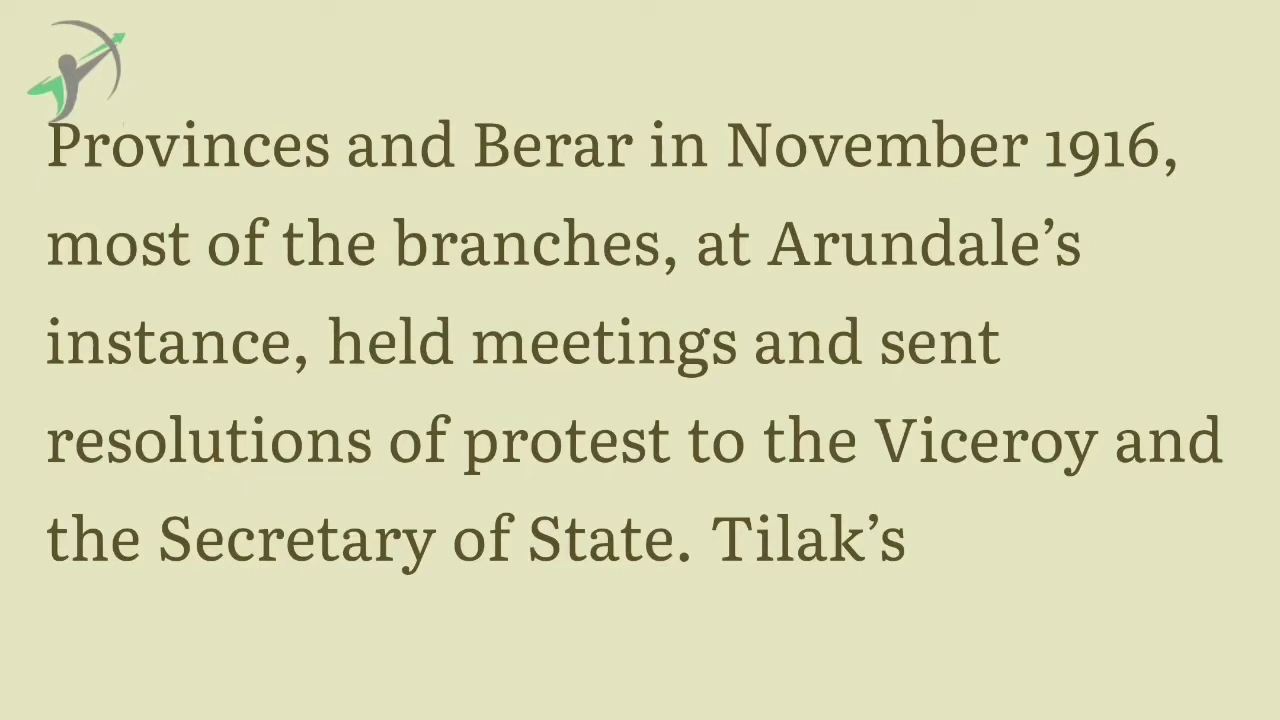 Provinces and Berar in November 1916,
most of the branches, at Arundale’s
instance, held meetings and sent
resolutions of protest to the Viceroy and
the Secretary of State. Tilak’s